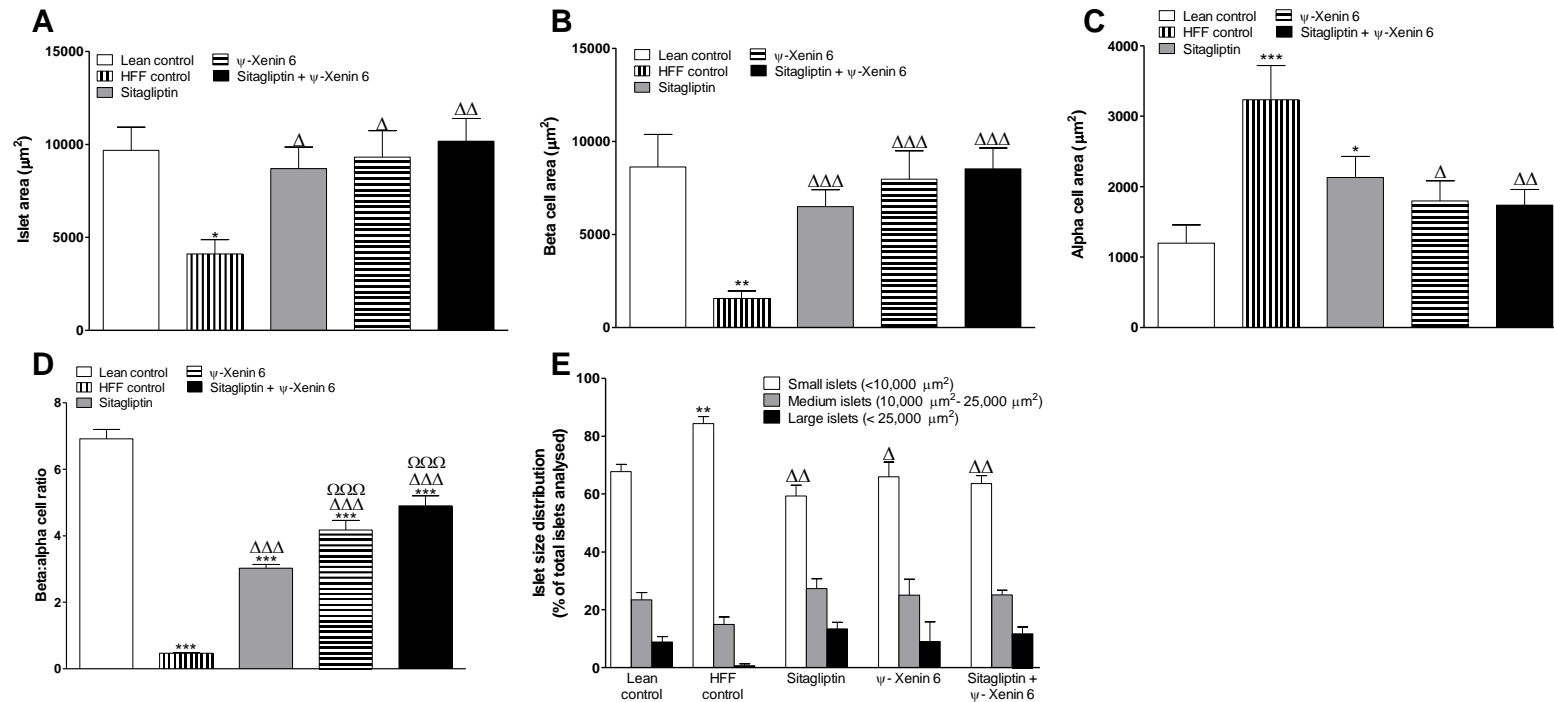 A
Lean control
HFF control
Sitagliptin
ψ-Xenin 6
Sitagliptin + ψ-Xenin 6
Islet area (μm²)
15000
10000
5000
0
*
Δ
Δ
ΔΔ
B
Lean control
HFF control
Sitagliptin
ψ-Xenin 6
Sitagliptin + ψ-Xenin 6
Beta cell area (μm²)
15000
10000
5000
0
**
ΔΔΔ
ΔΔΔ
ΔΔΔ
C
Lean control
HFF control
Sitagliptin
ψ-Xenin 6
Sitagliptin + ψ-Xenin 6
Alpha cell area (μm²)
4000
3000
2000
1000
0
***
*
Δ
ΔΔ
D
Lean control
HFF control
Sitagliptin
ψ-Xenin 6
Sitagliptin + ψ-Xenin 6
Beta:alpha cell ratio
8
6
4
2
0
***
ΔΔΔ
***
ΩΩΩ
ΔΔΔ
***
ΩΩΩ
ΔΔΔ
***
E
Small islets (<10,000 μm²)
Medium islets (10,000 μm²- 25,000 μm²)
Large islets (< 25,000 μm²)
Islet size distribution
(% of total islets analysed)
100
80
60
40
20
0
**
ΔΔ
Δ
ΔΔ
Lean
control
HFF
control
Sitagliptin
ψ- Xenin 6
Sitagliptin +
ψ- Xenin 6